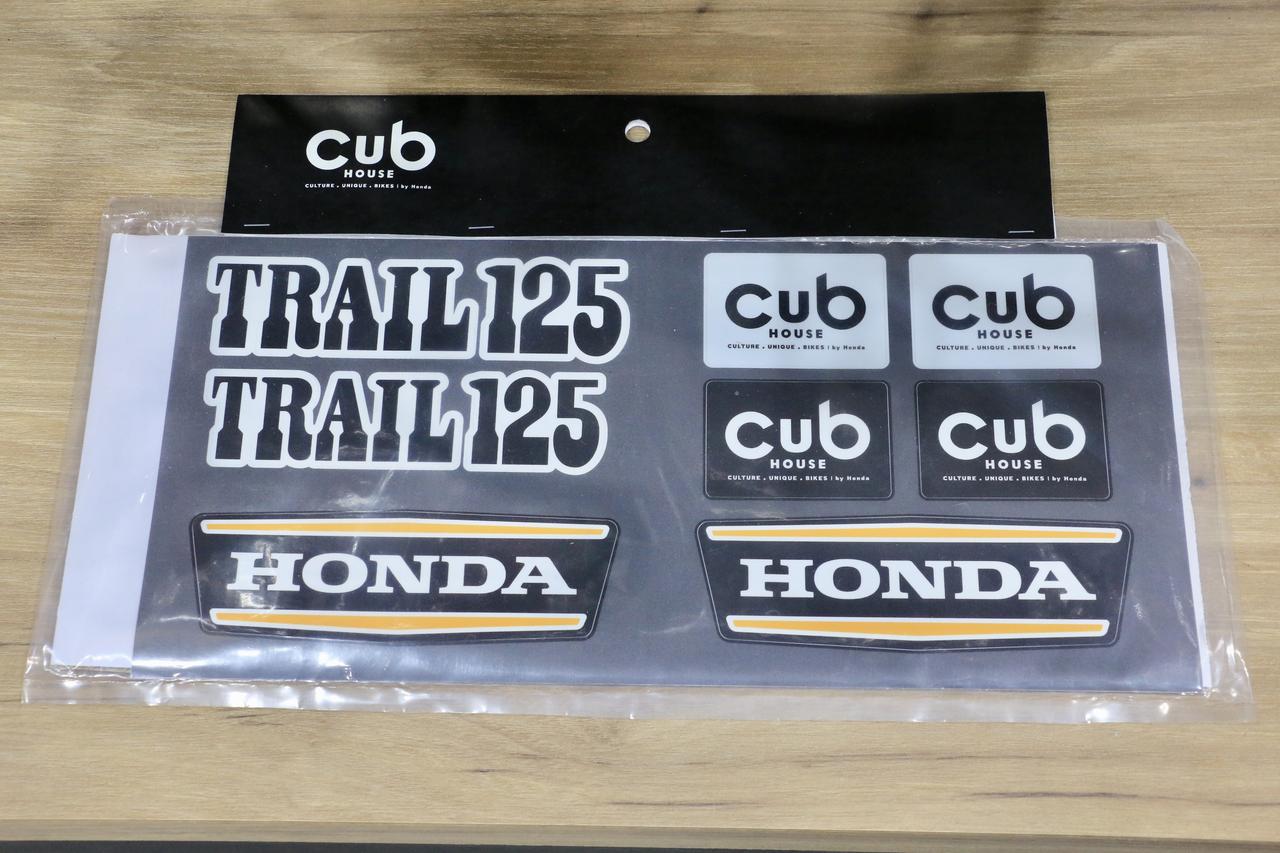 Cub
HOUSE
CULTURE . UNIQUE . BIKES | by Honda
TRAIL 125
TRAIL 125
Cub
HOUSE
CULTURE . UNIQUE . BIKES | by Honda
Cub
HOUSE
CULTURE . UNIQUE . BIKES | by Honda
Cub
HOUSE
CULTURE . UNIQUE . BIKES | by Honda
Cub
HOUSE
CULTURE . UNIQUE . BIKES | by Honda
HONDA
HONDA